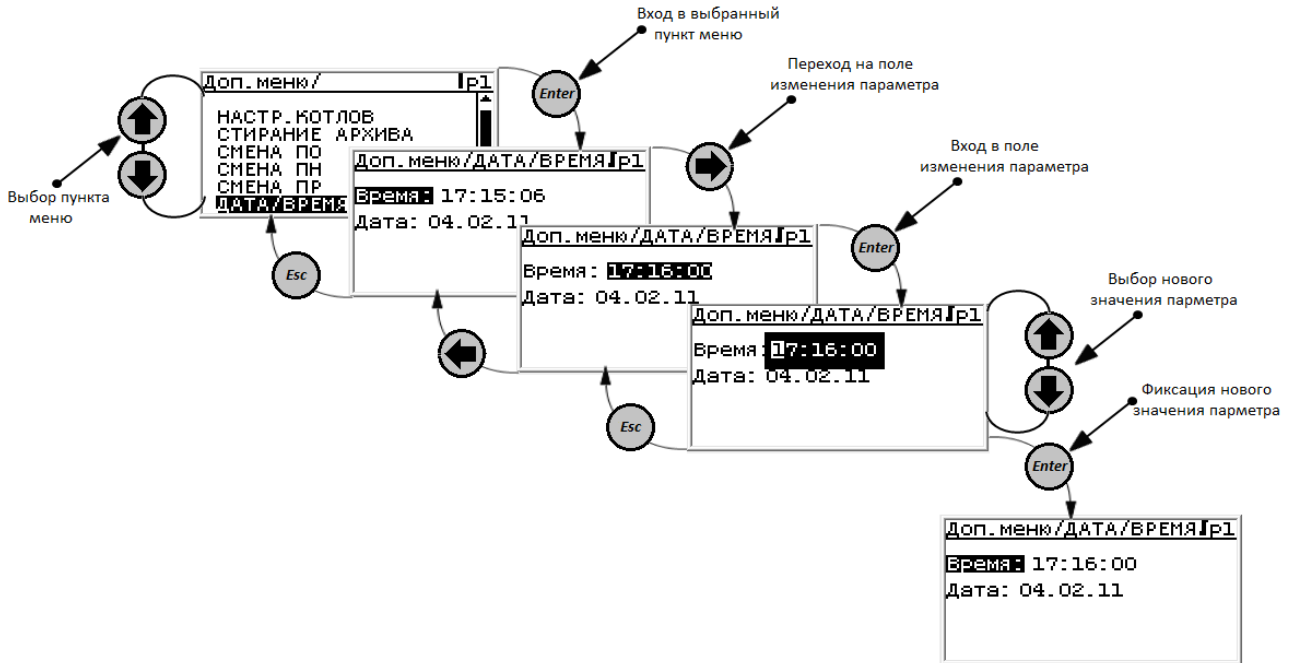 Вход в выбранный
пункт меню
Enter
Переход на поле
изменения параметра
Вход в поле
изменения параметра
Enter
Выбор нового
значения парметра
Фиксация нового
значения парметра
Enter
Выбор пункта
меню
Esc
Esc
Доп.меню/ p1
НАСТР.КОТЛОВ
СТИРАНИЕ АРХИВА
СМЕНА ПО
СМЕНА ПН
СМЕНА ПР
ДАТА/ВРЕМЯ
Доп.меню/ДАТА/ВРЕМЯ p1
Время: 17:15:06
Дата: 04.02.11
Доп.меню/ДАТА/ВРЕМЯ p1
Время: 17:16:00
Дата: 04.02.11
Доп.меню/ДАТА/ВРЕМЯ p1
Время: 17:16:00
Дата: 04.02.11
Доп.меню/ДАТА/ВРЕМЯ p1
Время: 17:16:00
Дата: 04.02.11